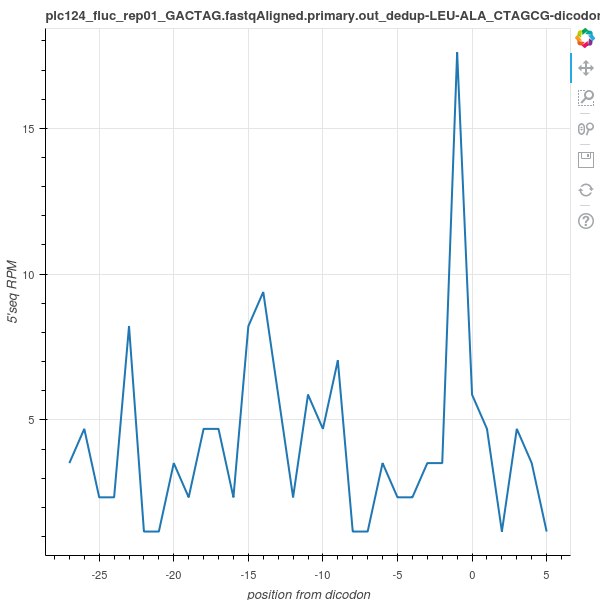 plc124_fluc_rep01_GACTAG.fastqAligned.primary.out_dedup-LEU-ALA_CTAGCG-dicodon
15
10
5
5'seq RPM
-25 -20 -15 -10 -5 0 5
position from dicodon